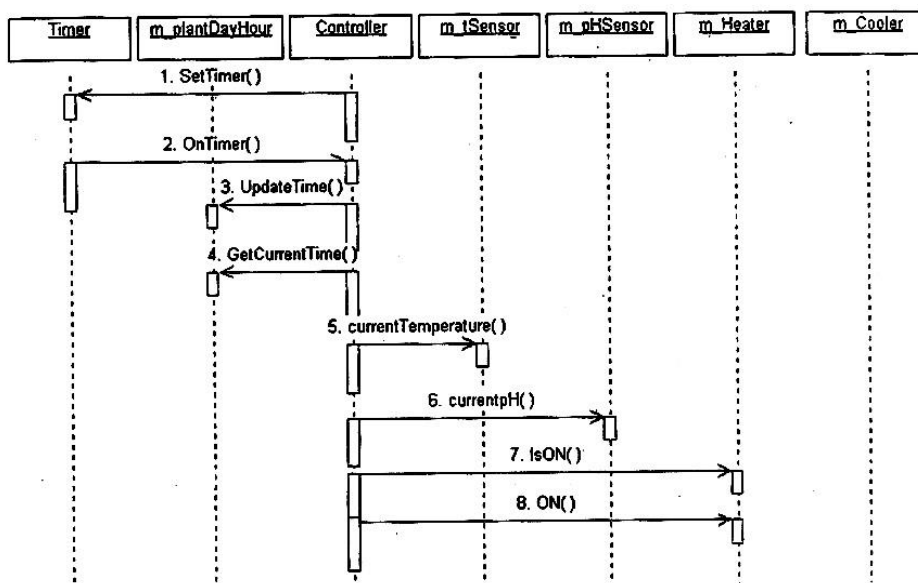 Timer
m_plantDayHour
Controller
m_tSensor
m_pHSensor
m_Heater
m_Cooler
1. SetTimer()
2. OnTimer()
3. UpdateTime()
4. GetCurrentTime()
5. currentTemperature()
6. currentpH()
7. IsON()
8. ON()